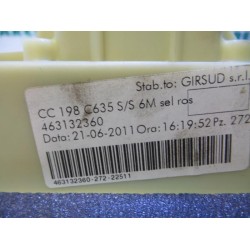 Stab.to: GIRSUD s.r.l.
CC 198 C635 S/S 6M sel ros
463132360
Data: 21-06-2011 Ora: 16:19:52 Pz. 272
463132360-272-22511